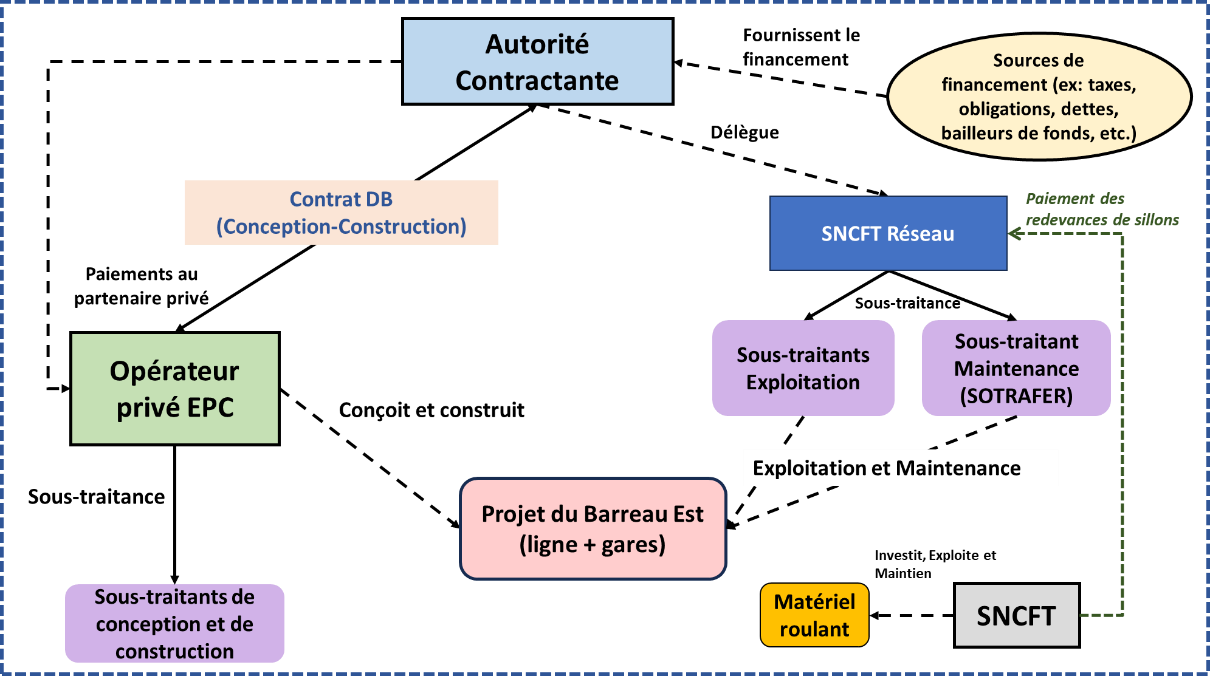 Autorité
Contractante
Fournissent le
financement
Sources de
financement (ex: taxes,
obligations, dettes,
bailleurs de fonds, etc.)
Délègue
Contrat DB
(Conception-Construction)
Paiement des
redevances de sillons
SNCFT Réseau
Paiements au
partenaire privé
Sous-traitance
Opérateur
privé EPC
Sous-traitants
Exploitation
Sous-traitant
Maintenance
(SOTRAFER)
Conçoit et construit
Exploitation et Maintenance
Sous-traitance
Projet du Barreau Est
(ligne + gares)
Investit, Exploite et
Maintien
Sous-traitants de
conception et de
construction
Matériel
roulant
SNCFT